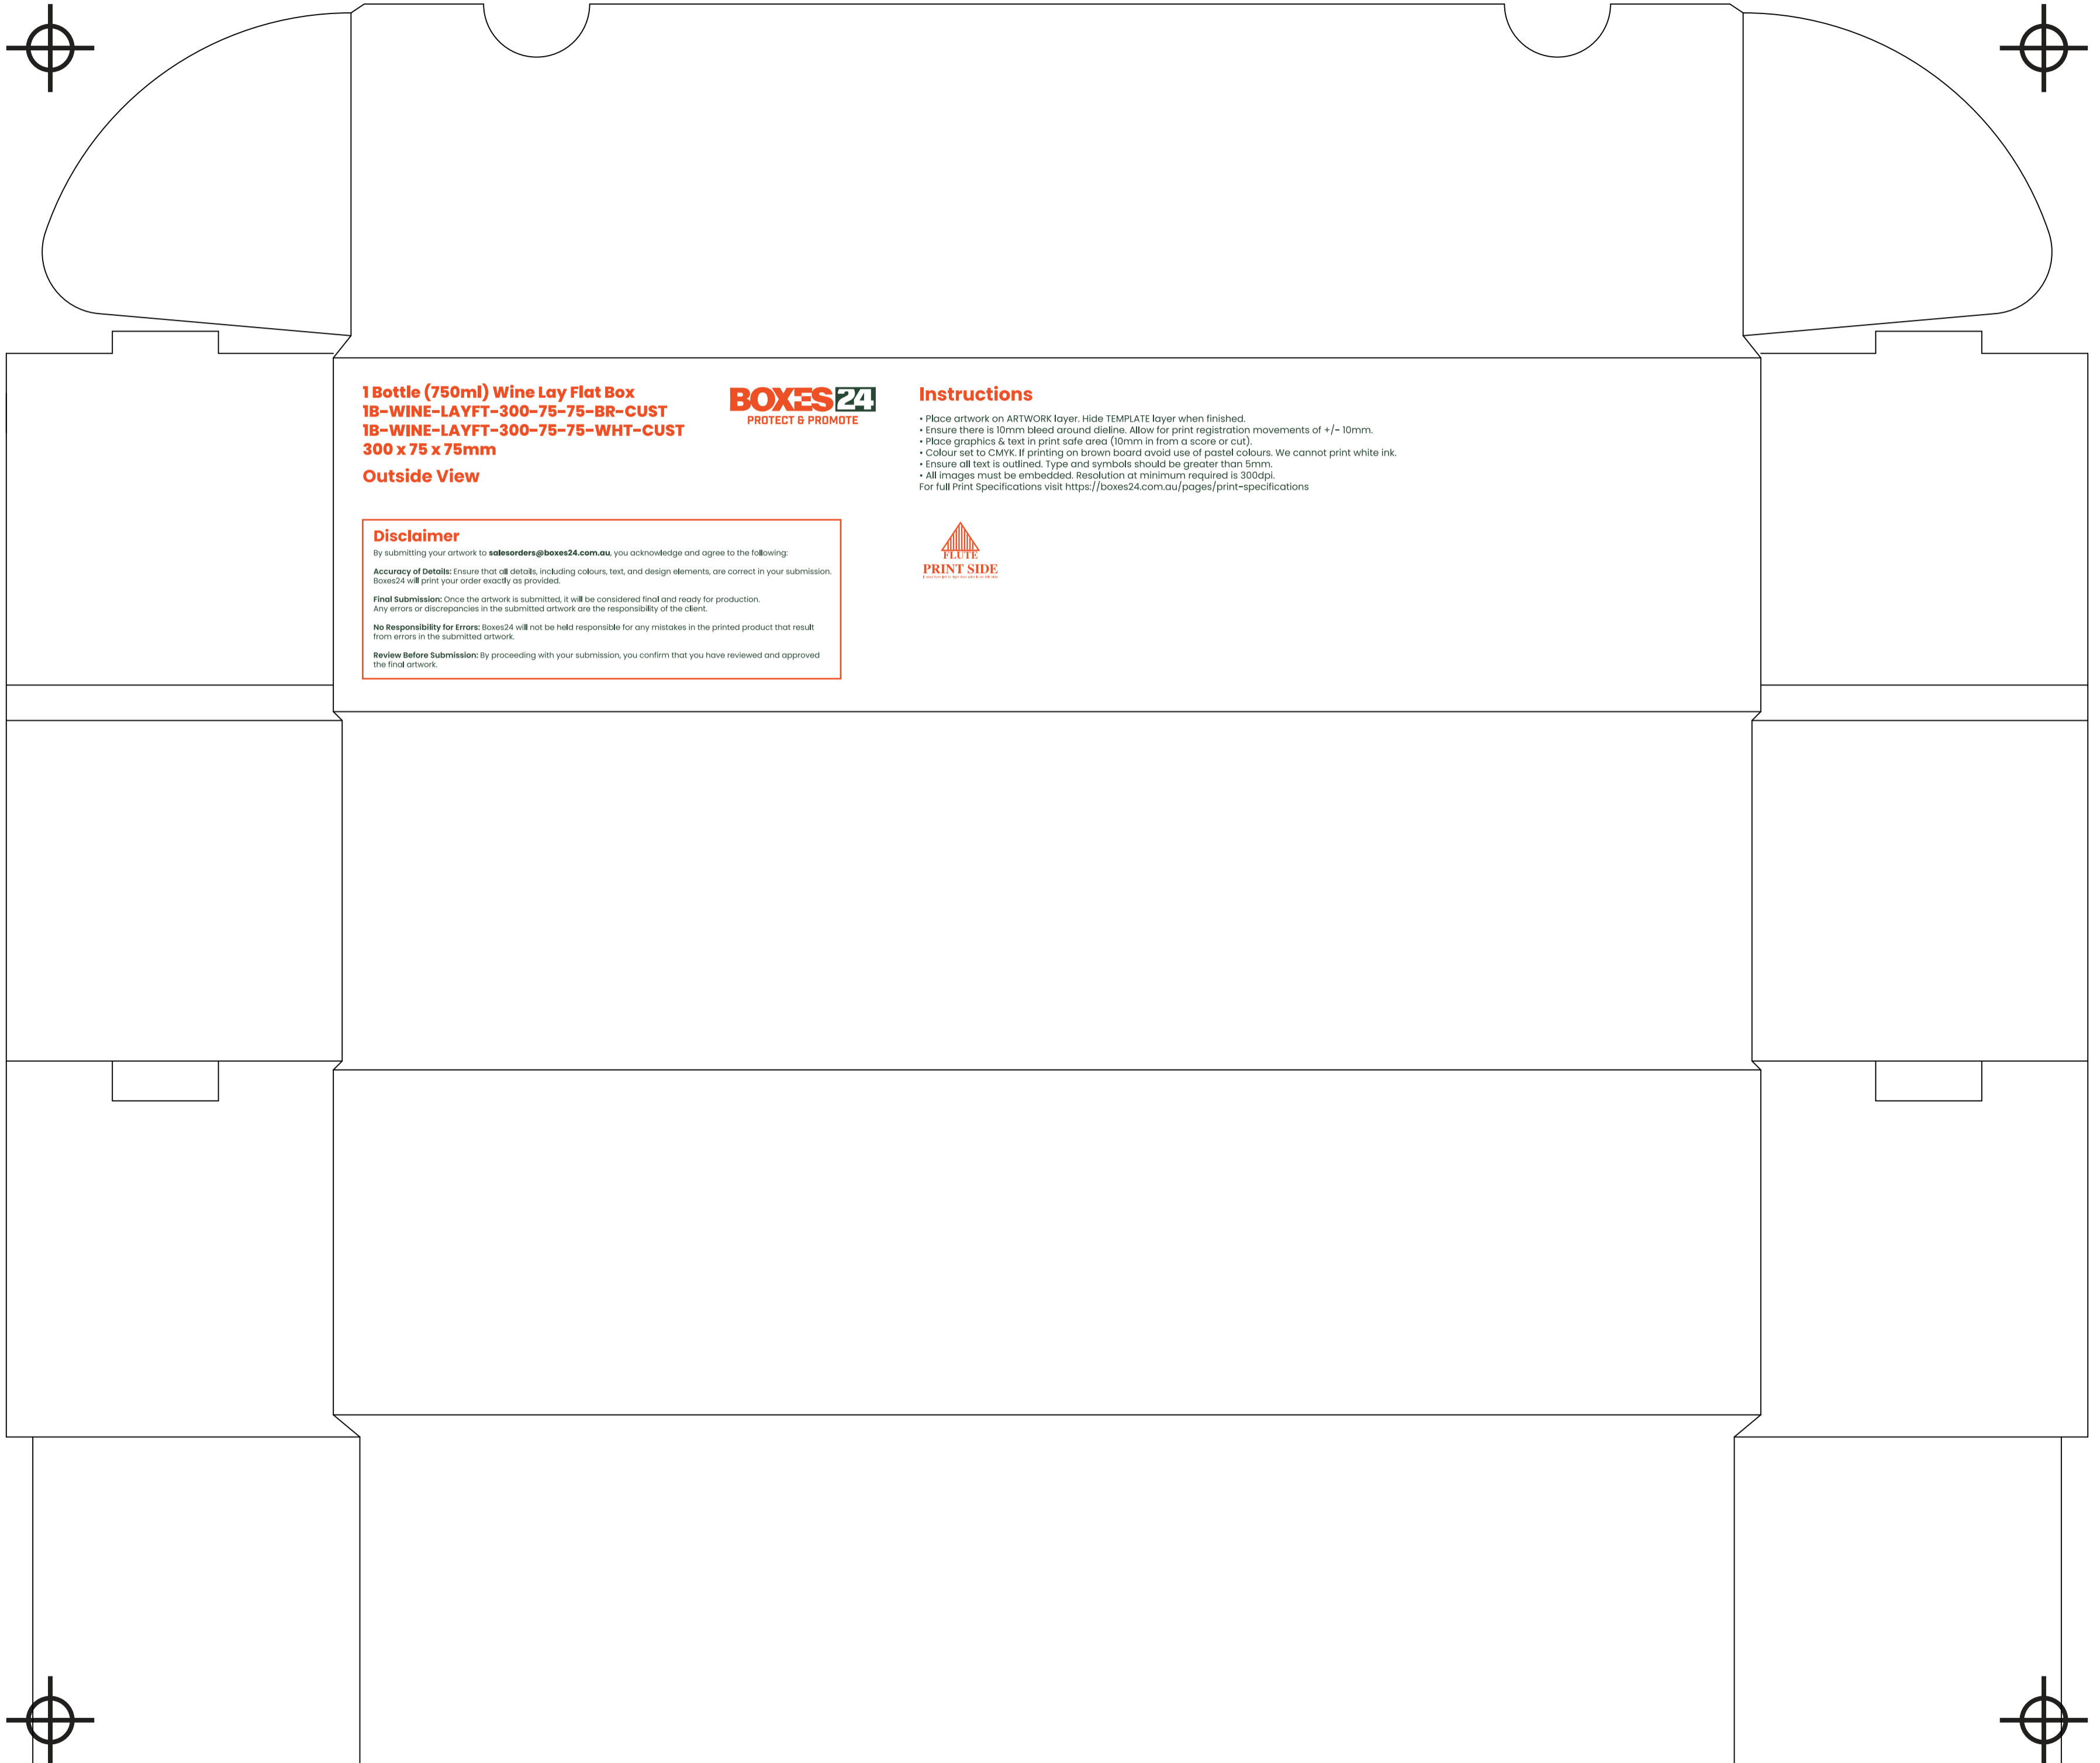 1 Bottle (750ml) Wine Lay Flat Box
1B-WINE-LAYFT-300-75-75-BR-CUST
1B-WINE-LAYFT-300-75-75-WHT-CUST
300 x 75 x 75mm
Outside View
BOXES24
PROTECT & PROMOTE
Instructions
• Place artwork on ARTWORK layer. Hide TEMPLATE layer when finished.
• Ensure there is 10mm bleed around dieline. Allow for print registration movements of +/- 10mm.
• Place graphics & text in print safe area (10mm in from a score or cut).
• Colour set to CMYK. If printing on brown board avoid use of pastel colours. We cannot print white ink.
• Ensure all text is outlined. Type and symbols should be greater than 5mm.
• All images must be embedded. Resolution at minimum required is 300dpi.
For full Print Specifications visit https://boxes24.com.au/pages/print-specifications
Disclaimer
By submitting your artwork to salesorders@boxes24.com.au, you acknowledge and agree to the following:
Accuracy of Details: Ensure that all details, including colours, text, and design elements, are correct in your submission.
Boxes24 will print your order exactly as provided.
Final Submission: Once the artwork is submitted, it will be considered final and ready for production.
Any errors or discrepancies in the submitted artwork are the responsibility of the client.
No Responsibility for Errors: Boxes24 will not be held responsible for any mistakes in the printed product that result
from errors in the submitted artwork.
Review Before Submission: By proceeding with your submission, you confirm that you have reviewed and approved
the final artwork.
FLUTE
PRINT SIDE